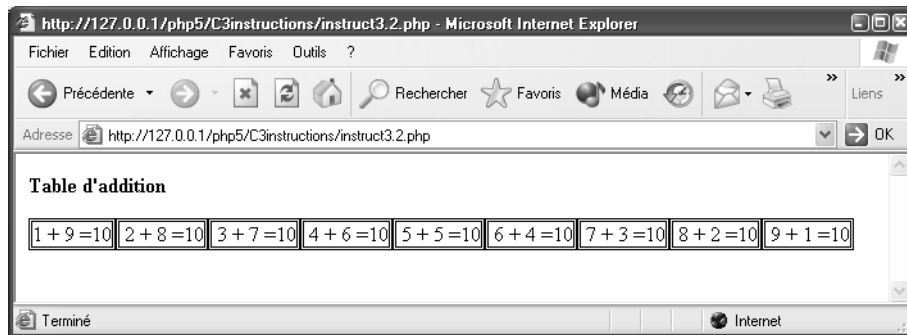 http://127.0.0.1/php5/C3instructions/instruct3.2.php - Microsoft Internet Explorer
Fichier Edition Affichage Favoris Outils ?
Précédente Rechercher Favoris Média » Liens »
Adresse http://127.0.0.1/php5/C3instructions/instruct3.2.php OK
Table d'addition
1 + 9 =10 2 + 8 =10 3 + 7 =10 4 + 6 =10 5 + 5 =10 6 + 4 =10 7 + 3 =10 8 + 2 =10 9 + 1 =10
Terminé Internet